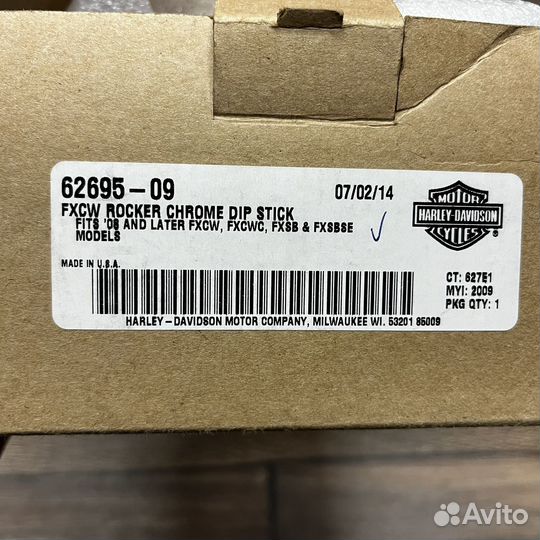 62695-09
07/02/14
FXCW ROCKER CHROME DIP STICK
FITS '08 AND LATER FXCW, FXCWC, FXSB & FXSBSE
MODELS
MOTOR
HARLEY-DAVIDSON
CYCLES
®
MADE IN U.S.A.
CT: 627E1
MYI: 2009
PKG QTY: 1
HARLEY-DAVIDSON MOTOR COMPANY, MILWAUKEE WI. 53201 85009
Avito